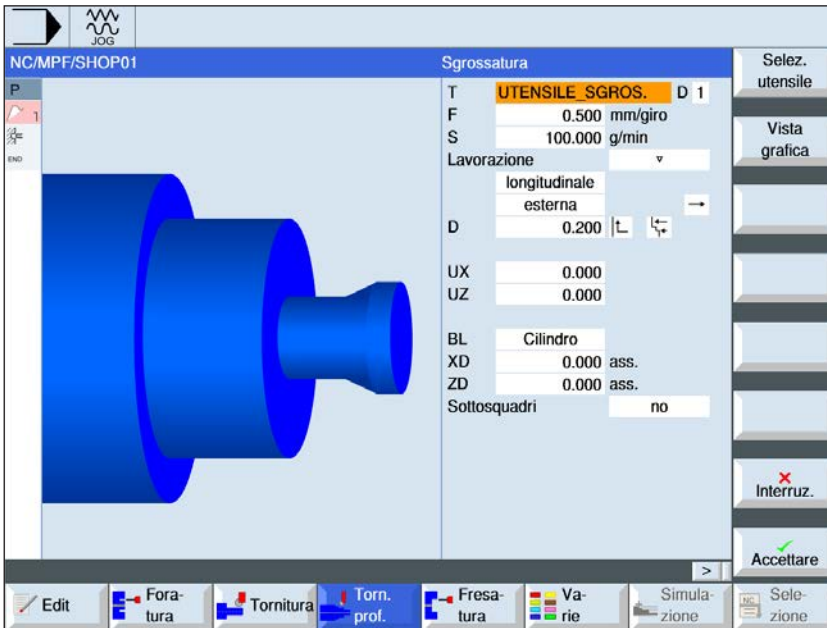 JOG
NC/MPF/SHOP01
Sgrossatura
P
1
END
T UTENSILE_SGROS. D 1
F 0.500 mm/giro
S 100.000 g/min
Lavorazione ▿
longitudinale
esterna →
D 0.200
UX 0.000
UZ 0.000
BL Cilindro
XD 0.000 ass.
ZD 0.000 ass.
Sottosquadri no
Selez.
utensile
Vista
grafica
Interruz.
Accettare
>
Edit
Fora-
tura
Tornitura
Torn.
prof.
Fresa-
tura
Va-
rie
Simula-
zione
NC
Sele-
zione